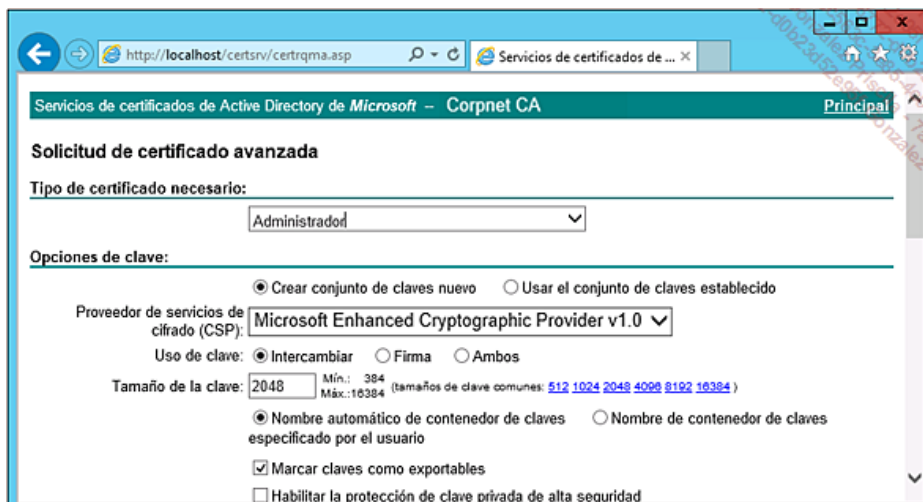 http://localhost/certsrv/certrqma.asp
Servicios de certificados de ...
Servicios de certificados de Active Directory de Microsoft -- Corpnet CA
Principal
Solicitud de certificado avanzada
Tipo de certificado necesario:
Administrador
Opciones de clave:
Crear conjunto de claves nuevo
Usar el conjunto de claves establecido
Proveedor de servicios de cifrado (CSP):
Microsoft Enhanced Cryptographic Provider v1.0
Uso de clave:
Intercambiar
Firma
Ambos
Tamaño de la clave:
2048
Mín.: 384
Máx.:16384
(tamaños de clave comunes: 512 1024 2048 4096 8192 16384 )
Nombre automático de contenedor de claves
Nombre de contenedor de claves
especificado por el usuario
Marcar claves como exportables
Habilitar la protección de clave privada de alta seguridad